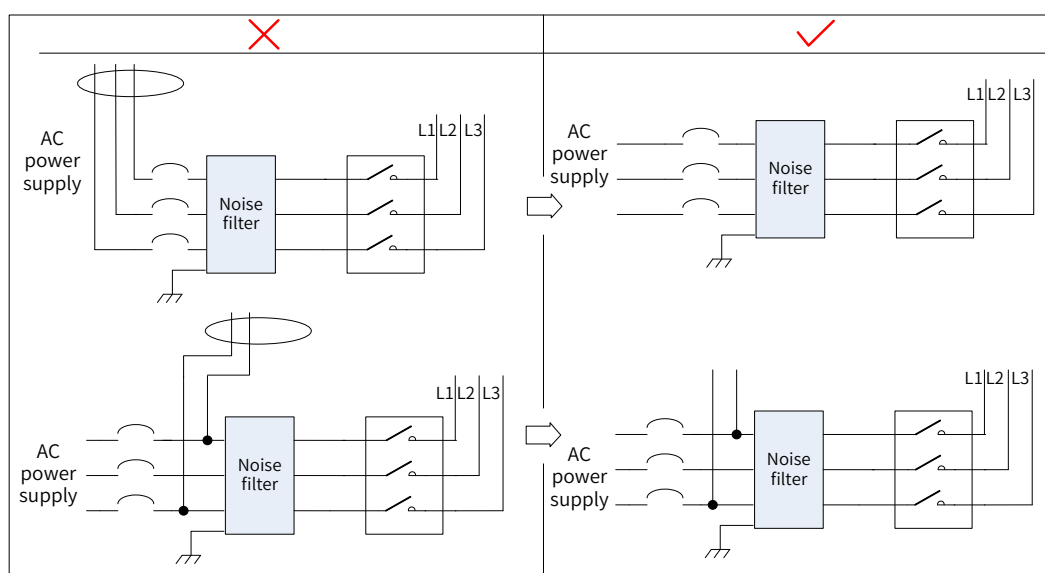 L1 L2 L3
AC
power
supply
Noise
filter
L1 L2 L3
AC
power
supply
Noise
filter
L1 L2 L3
AC
power
supply
Noise
filter
L1 L2 L3
AC
power
supply
Noise
filter